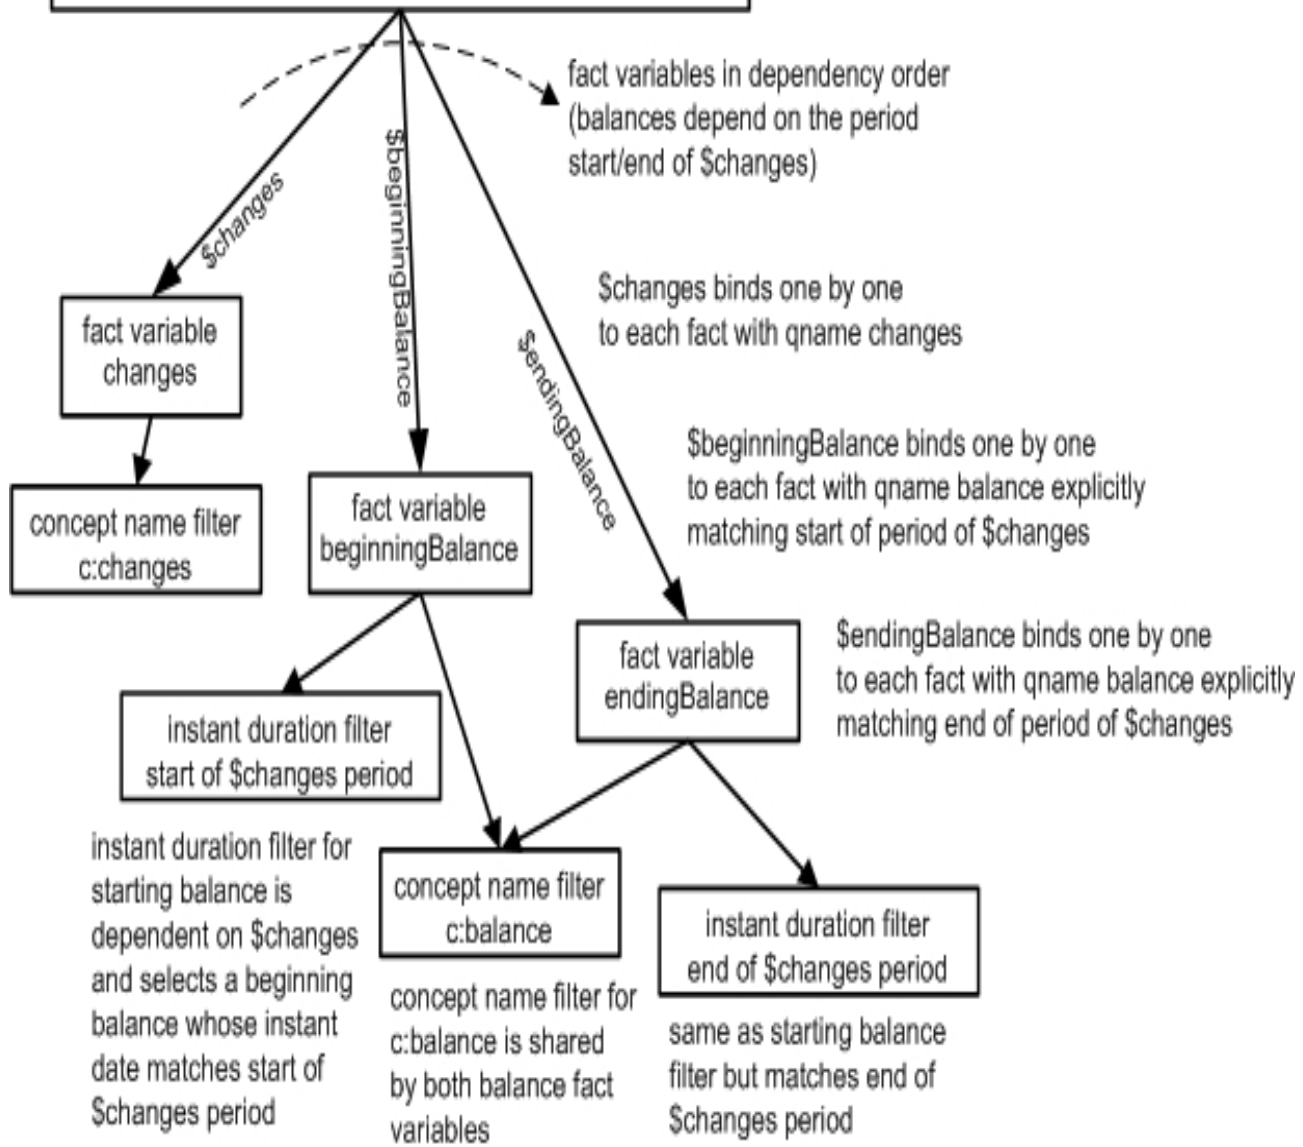 fact variables in dependency order
(balances depend on the period
start/end of $changes)
$changes
$beginningBalance
$endingBalance
$changes binds one by one
to each fact with qname changes
fact variable
changes
$beginningBalance binds one by one
to each fact with qname balance explicitly
matching start of period of $changes
concept name filter
c:changes
fact variable
beginningBalance
$endingBalance binds one by one
to each fact with qname balance explicitly
matching end of period of $changes
fact variable
endingBalance
instant duration filter
start of $changes period
instant duration filter for
starting balance is
dependent on $changes
and selects a beginning
balance whose instant
date matches start of
$changes period
concept name filter
c:balance
concept name filter for
c:balance is shared
by both balance fact
variables
instant duration filter
end of $changes period
same as starting balance
filter but matches end of
$changes period